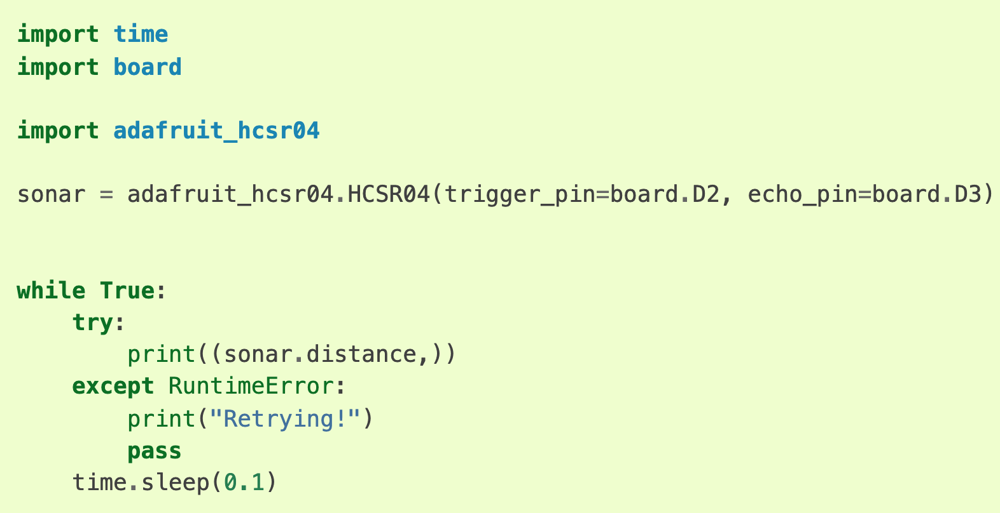 import time
import board
import adafruit_hcsr04
sonar = adafruit_hcsr04.HCSR04(trigger_pin=board.D2, echo_pin=board.D3)
while True:
    try:
        print((sonar.distance,))
    except RuntimeError:
        print("Retrying!")
        pass
    time.sleep(0.1)